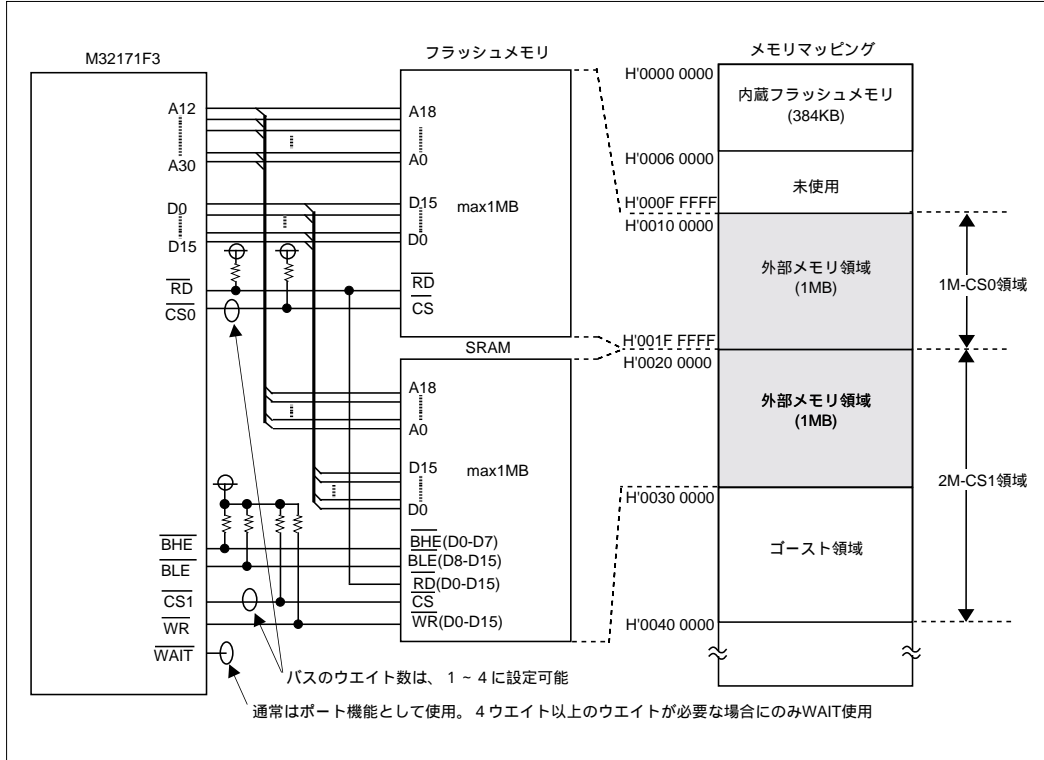 M32171F3
A12
A30
D0
D15
RD
CS0
BHE
BLE
CS1
WR
WAIT
フラッシュメモリ
A18
A0
D15
D0
max1MB
RD
CS
SRAM
A18
A0
D15
D0
max1MB
BHE(D0-D7)
BLE(D8-D15)
RD(D0-D15)
CS
WR(D0-D15)
メモリマッピング
H'0000 0000
内蔵フラッシュメモリ
(384KB)
H'0006 0000
未使用
H'000F FFFF
H'0010 0000
外部メモリ領域
(1MB)
1M-CS0領域
H'001F FFFF
H'0020 0000
外部メモリ領域
(1MB)
2M-CS1領域
H'0030 0000
ゴースト領域
H'0040 0000
バスのウエイト数は、1~4に設定可能
通常はポート機能として使用。4ウエイト以上のウエイトが必要な場合にのみWAIT使用